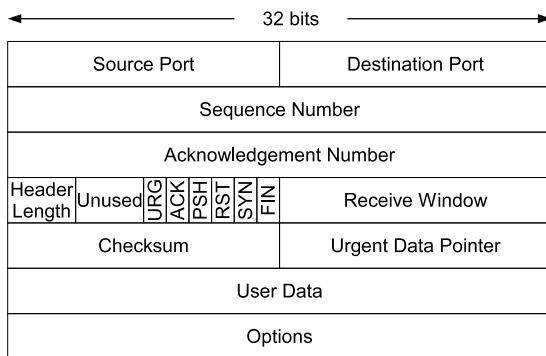 32 bits
Source Port Destination Port
Sequence Number
Acknowledgement Number
Header Length Unused URG ACK PSH RST SYN FIN Receive Window
Checksum Urgent Data Pointer
User Data
Options